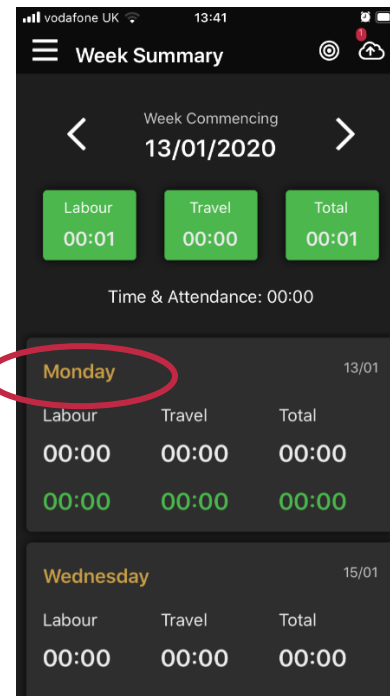 vodafone UK 13:41
Week Summary
1
Week Commencing
13/01/2020
Labour Travel Total
00:01 00:00 00:01
Time & Attendance: 00:00
Monday 13/01
Labour Travel Total
00:00 00:00 00:00
00:00 00:00 00:00
Wednesday 15/01
Labour Travel Total
00:00 00:00 00:00